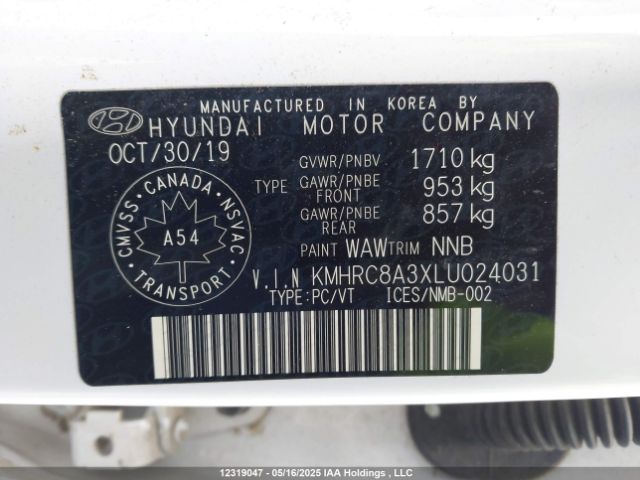 MANUFACTURED IN KOREA BY
HYUNDAI MOTOR COMPANY
OCT/30/19
GVWR/PNBV 1710 kg
TYPE GAWR/PNBE FRONT 953 kg
GAWR/PNBE REAR 857 kg
PAINT WAW TRIM NNB
CANADA
CMVSS NSVAC
A54
TRANSPORT
V.I.N KMHRC8A3XLU024031
TYPE:PC/VT ICES/NMB-002
12319047 - 05/16/2025 IAA Holdings , LLC